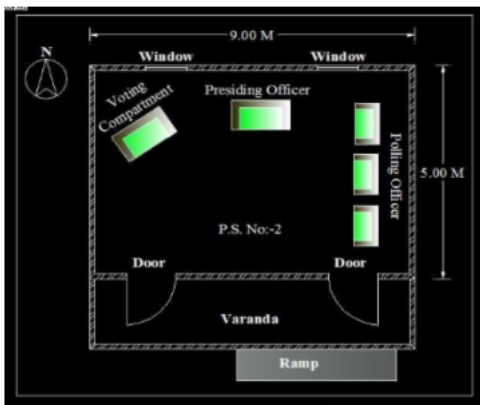 9.00 M
N
Window
Window
Voting
Compartment
Presiding Officer
Polling Officer
5.00 M
P.S. No:-2
Door
Door
Varanda
Ramp